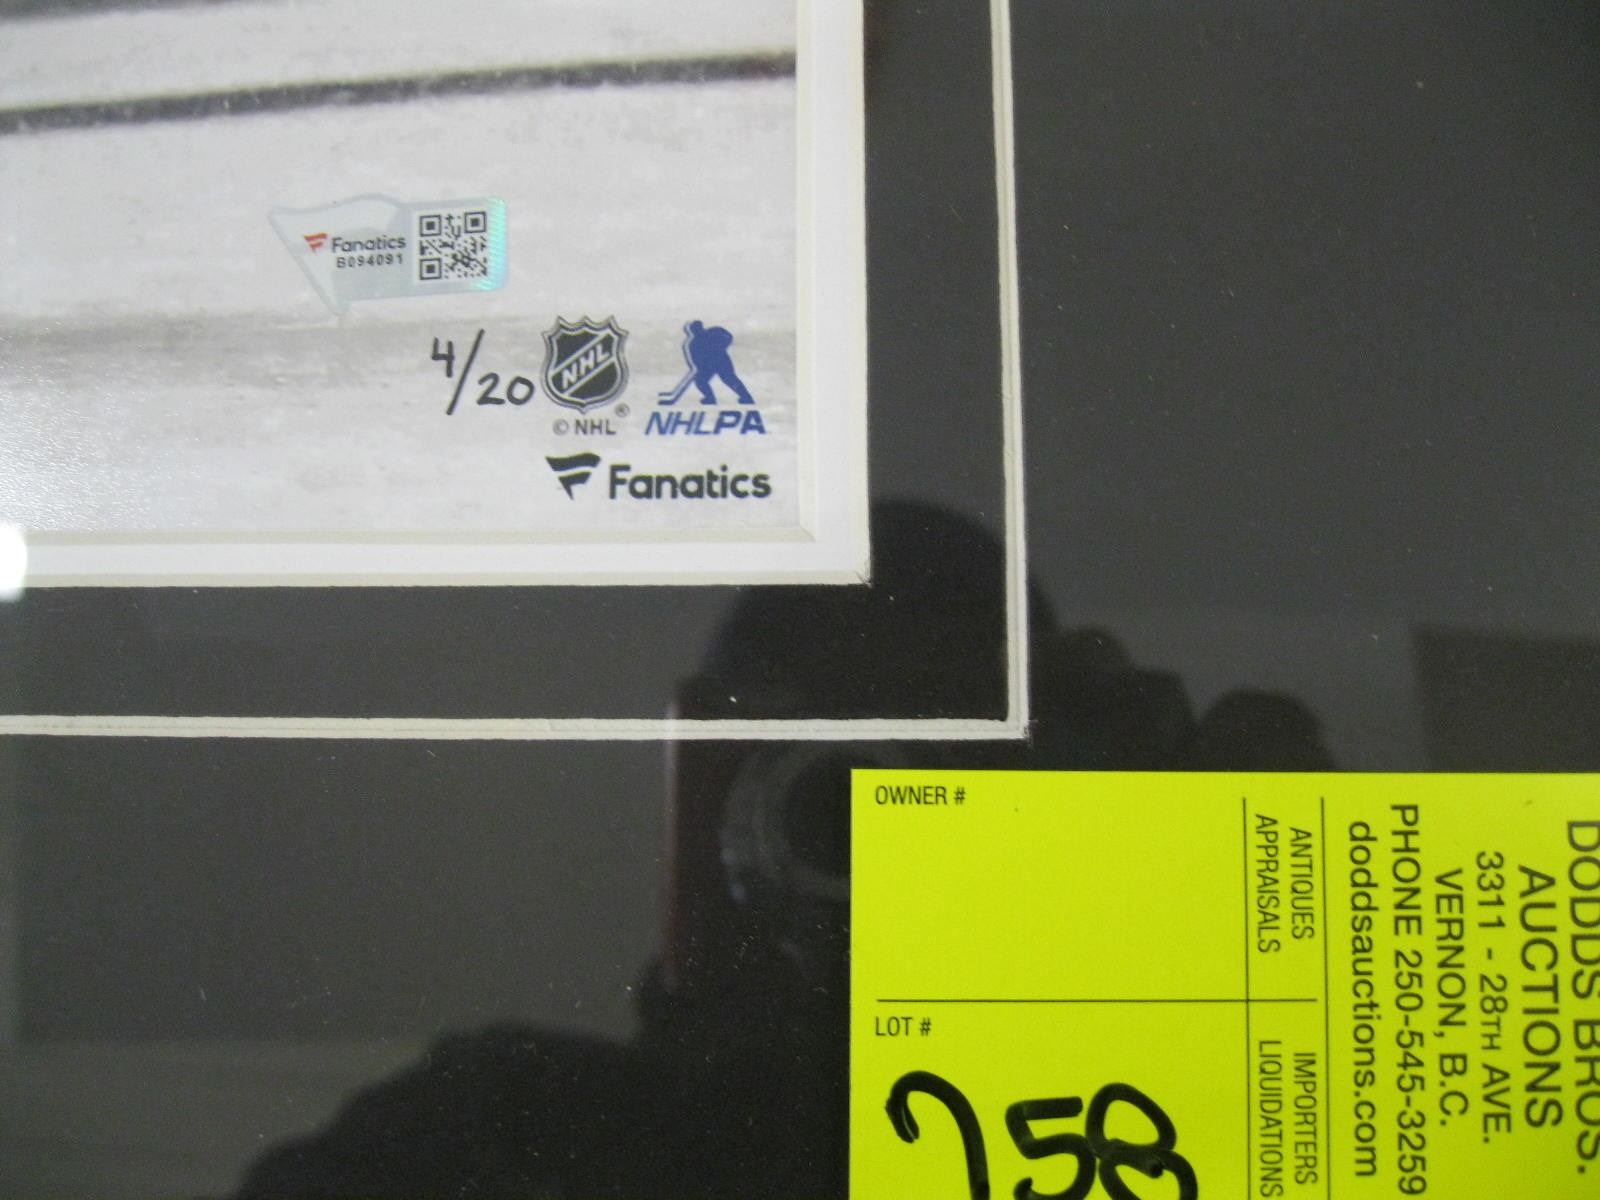 Fanatics
B094091
4/20
NHL
© NHL ®
NHLPA
Fanatics
OWNER #
LOT #
ANTIQUES
APPRAISALS
IMPORTERS
LIQUIDATIONS
DODDS BROS.
AUCTIONS
3311 - 28TH AVE.
VERNON, B.C.
PHONE 250-545-3259
doddsauctions.com